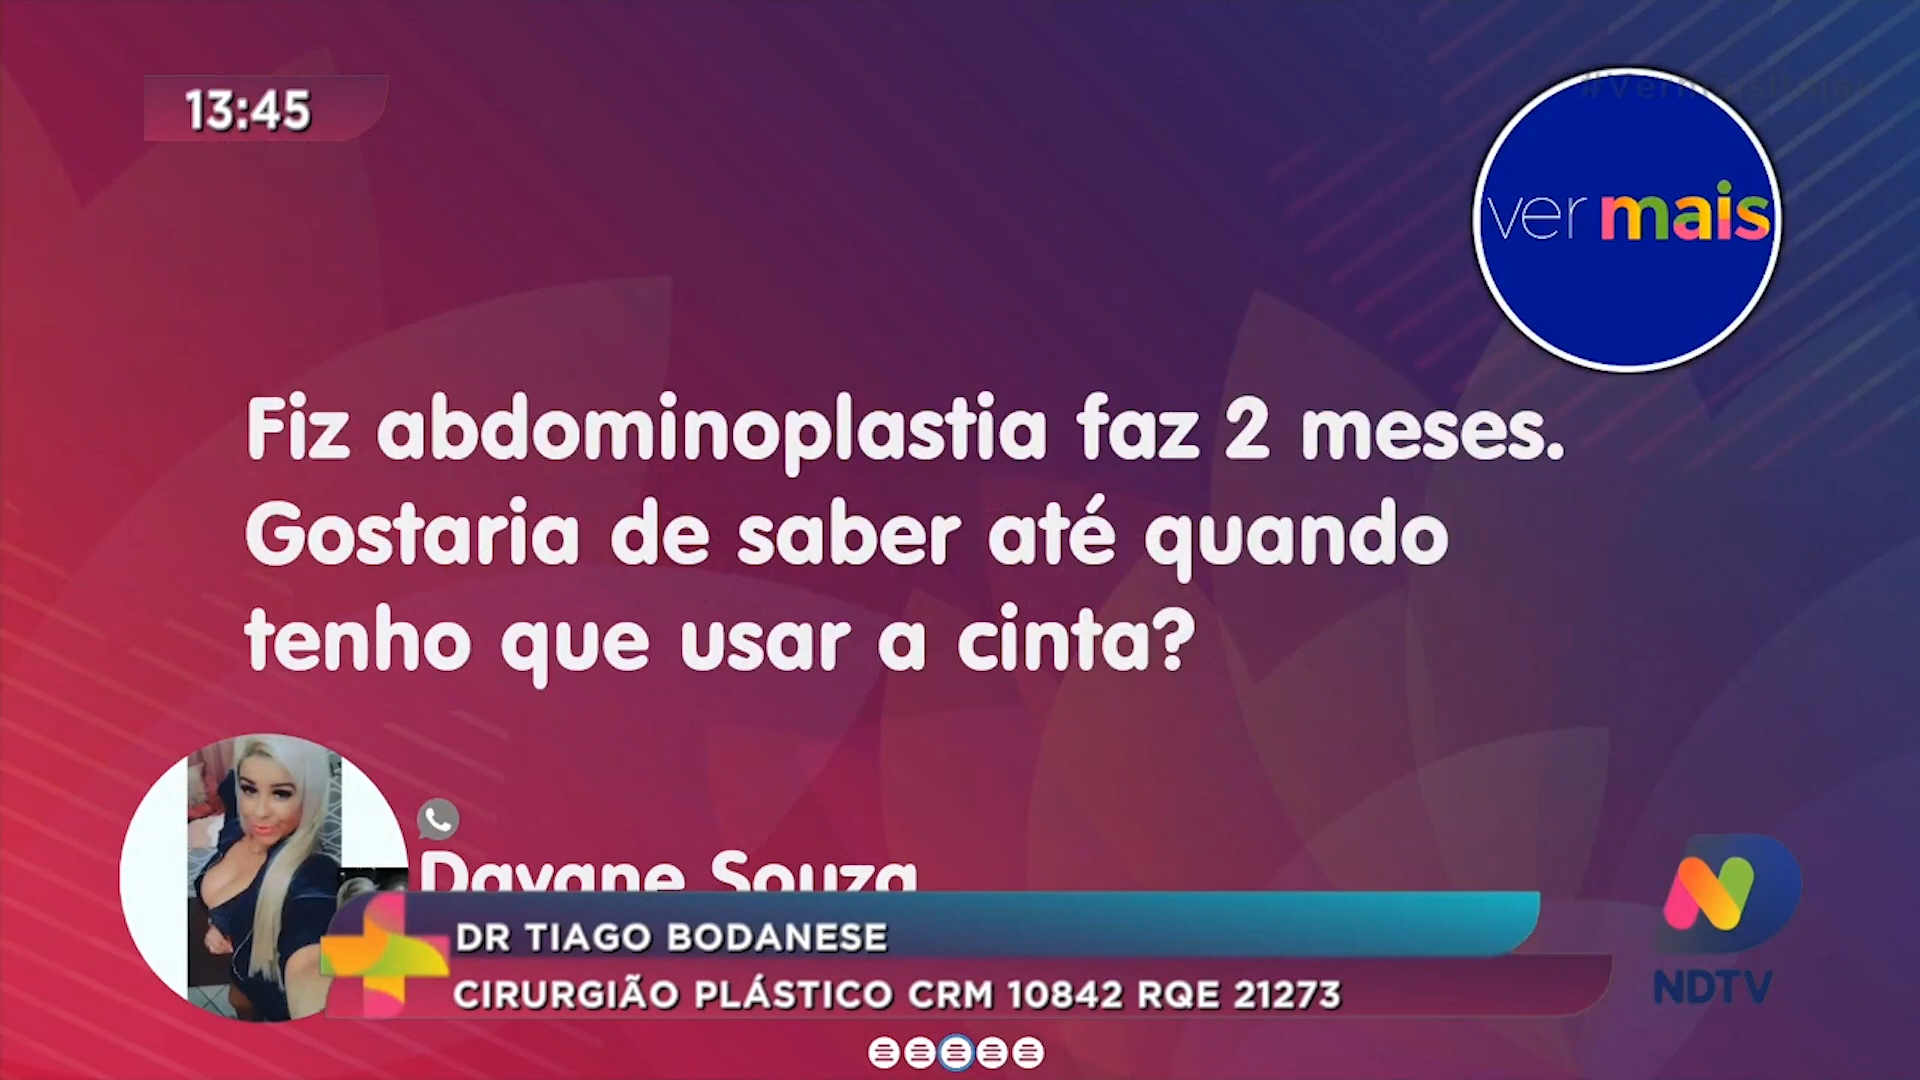 13:45
ver mais
Fiz abdominoplastia faz 2 meses.
Gostaria de saber até quando
tenho que usar a cinta?
Dayane Souza
DR TIAGO BODANESE
CIRURGIÃO PLÁSTICO CRM 10842 RQE 21273
NDTV